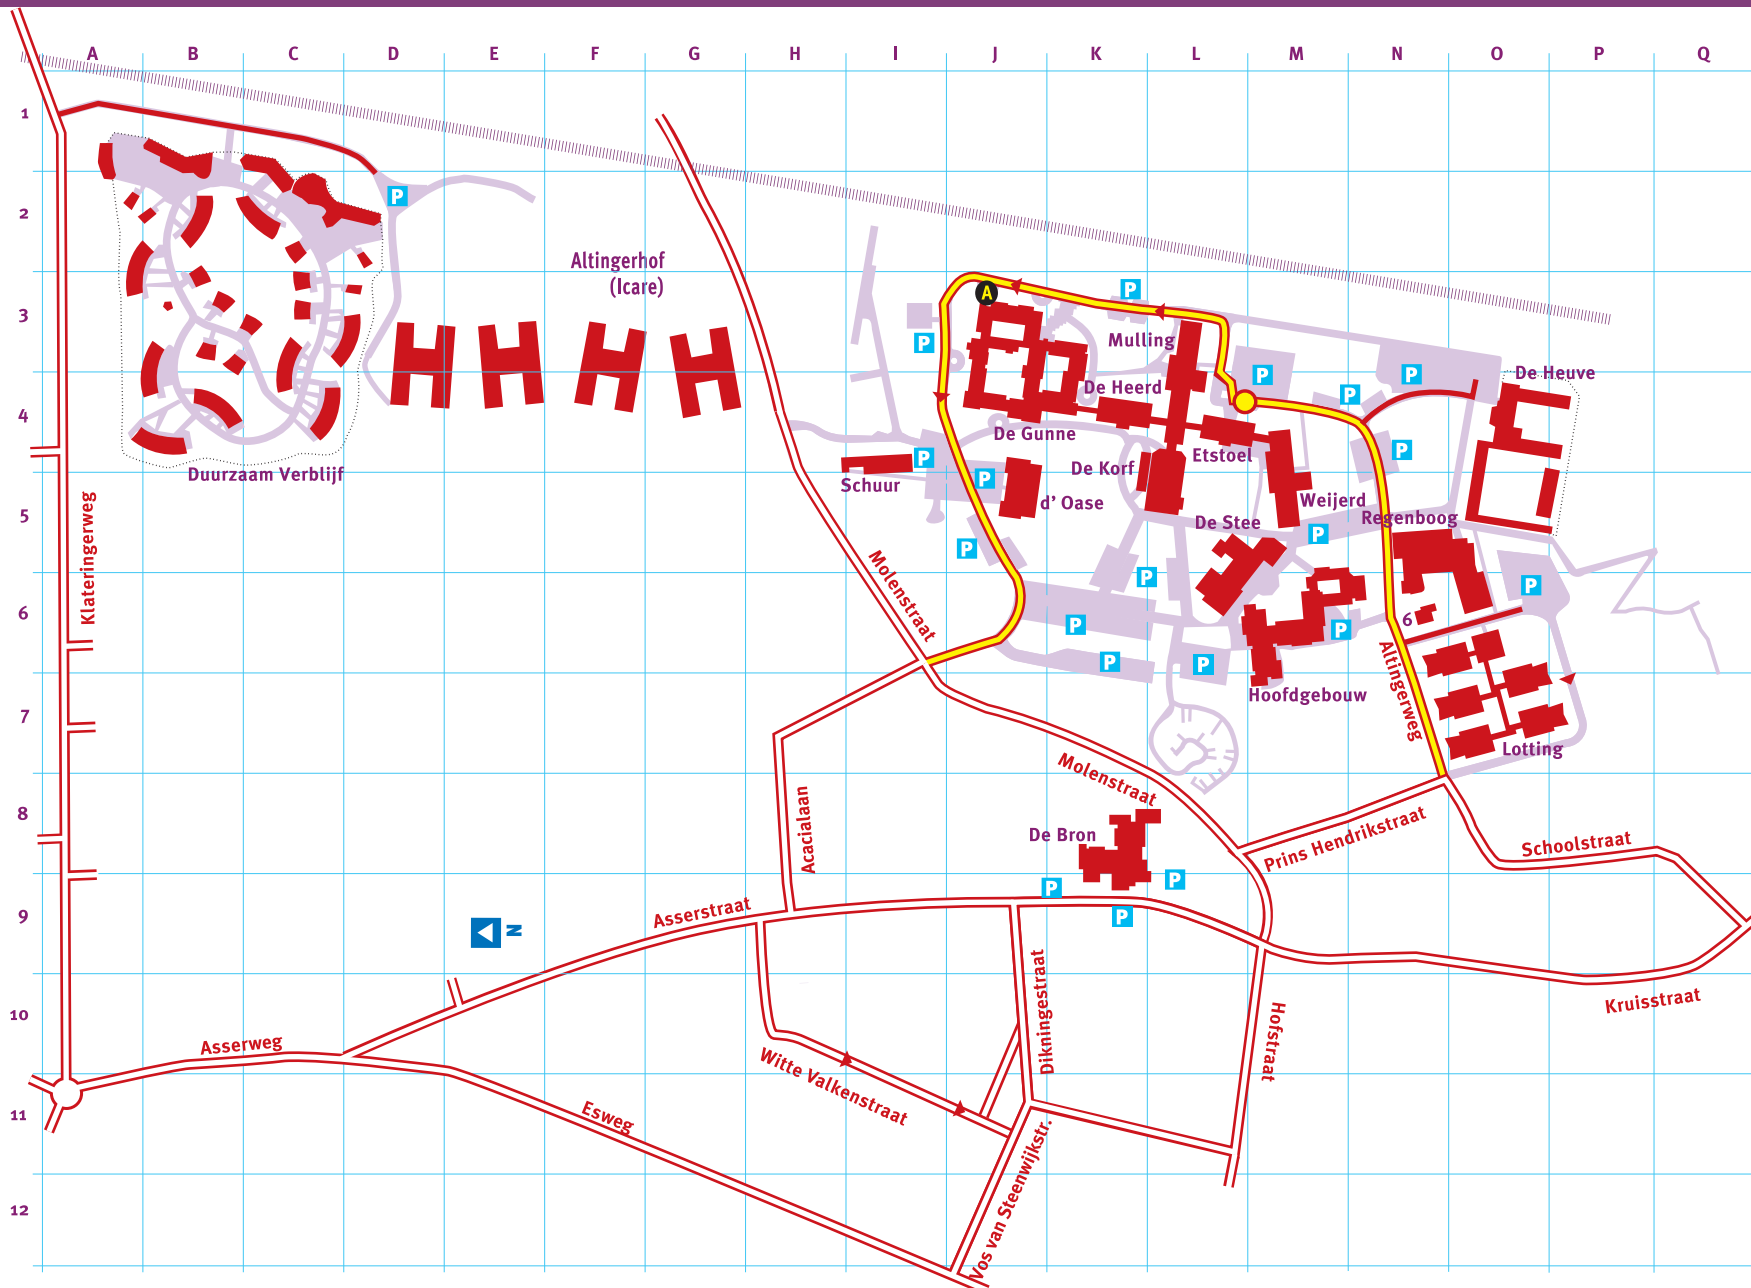 A B C D E F G H I J K L M N O P Q
1
2
3
4
5
6
7
8
9
10
11
12
P
Altingerhof
(Icare)
A
P
P
Mulling
P
P
P
De Heuve
De Heerd
P
De Gunne
Etstoel
P
De Korf
P
P
Schuur
d' Oase
Weijerd
Duurzaam Verblijf
De Stee
Regenboog
P
P
P
P
Klateringerweg
Molenstraat
P
6
P
P
P
Altingerweg
Hoofdgebouw
Lotting
Molenstraat
Acacialaan
De Bron
Prins Hendrikstraat
Schoolstraat
P
P
P
Asserstraat
N
Dikningestraat
Hofstraat
Kruisstraat
Asserweg
Witte Valkenstraat
Esweg
Vos van Steenwijkstr.